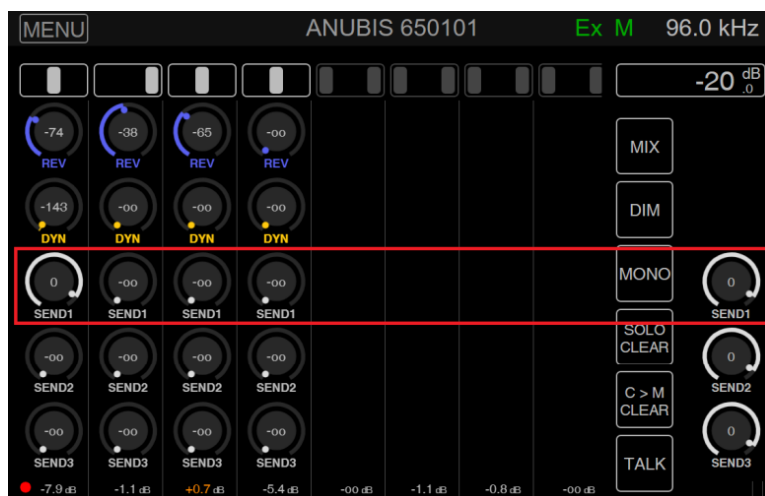 MENU ANUBIS 650101 Ex M 96.0 kHz
-20 dB .0
-74 -38 -65 -oo
REV REV REV REV
MIX
-143 -oo -oo -oo
DYN DYN DYN DYN
DIM
0 -oo -oo -oo MONO 0
SEND1 SEND1 SEND1 SEND1 SEND1
SOLO CLEAR
-oo -oo -oo -oo 0
SEND2 SEND2 SEND2 SEND2 SEND2
C > M CLEAR
-oo -oo -oo -oo 0
SEND3 SEND3 SEND3 SEND3 TALK SEND3
-7.9 dB -1.1 dB +0.7 dB -5.4 dB -oo dB -1.1 dB -0.8 dB -oo dB